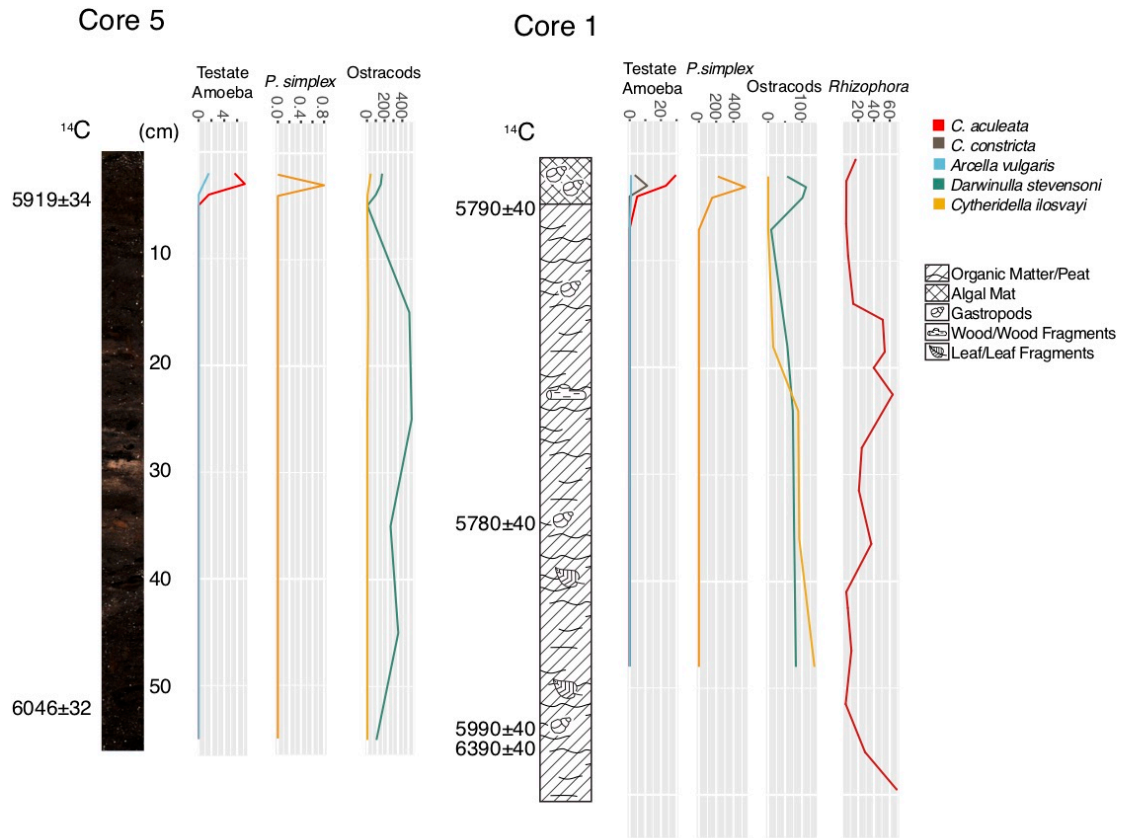 Core 5
Core 1
Testate Amoeba
P. simplex
Ostracods
0 4
0.0 0.4 0.8
0 200 400
14C
(cm)
5919±34
10
20
30
40
50
6046±32
Testate Amoeba
P.simplex
Ostracods
Rhizophora
0 20
0 200 400
0 100
20 40 60
14C
5790±40
5780±40
5990±40
6390±40
C. aculeata
C. constricta
Arcella vulgaris
Darwinulla stevensoni
Cytheridella ilosvayi
Organic Matter/Peat
Algal Mat
Gastropods
Wood/Wood Fragments
Leaf/Leaf Fragments